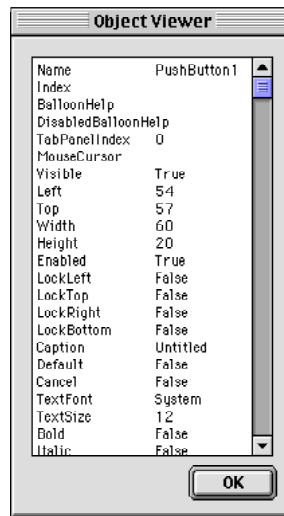 Object Viewer
Name PushButton1
Index
BalloonHelp
DisabledBalloonHelp
TabPanelIndex 0
MouseCursor
Visible True
Left 54
Top 57
Width 60
Height 20
Enabled True
LockLeft False
LockTop False
LockRight False
LockBottom False
Caption Untitled
Default False
Cancel False
TextFont System
TextSize 12
Bold False
Italic False
OK